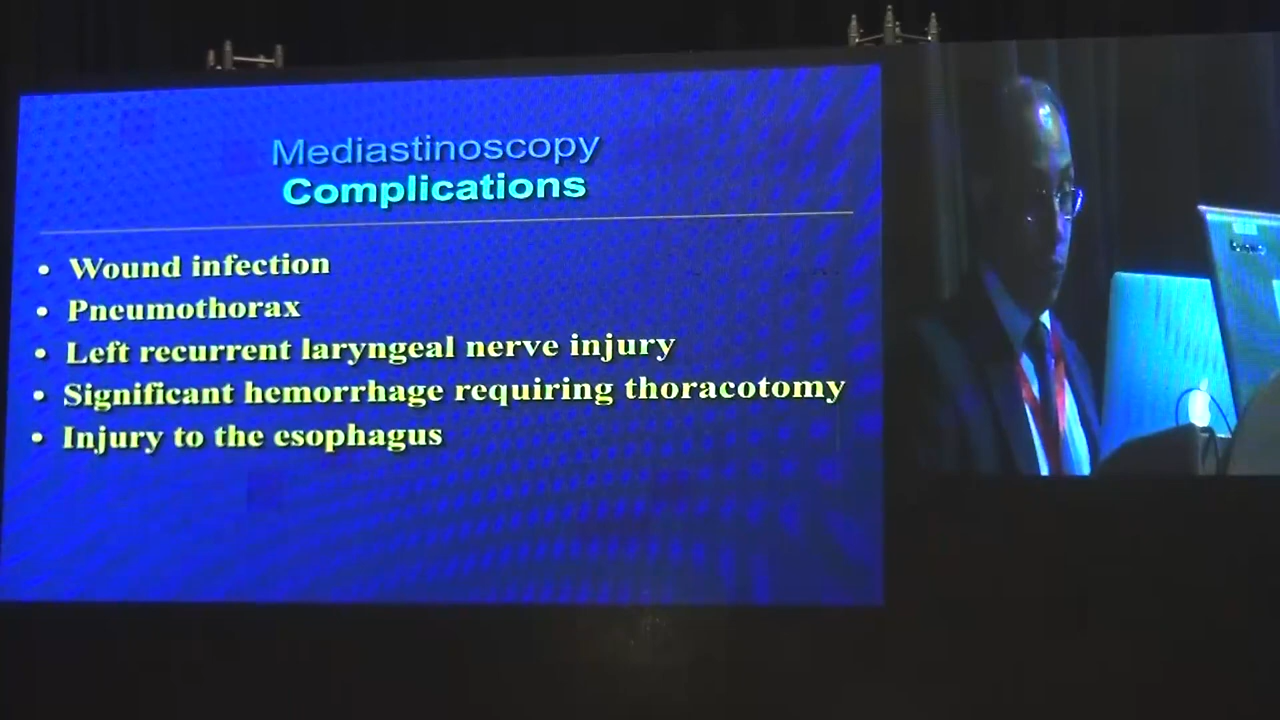 Mediastinoscopy
Complications
• Wound infection
• Pneumothorax
• Left recurrent laryngeal nerve injury
• Significant hemorrhage requiring thoracotomy
• Injury to the esophagus